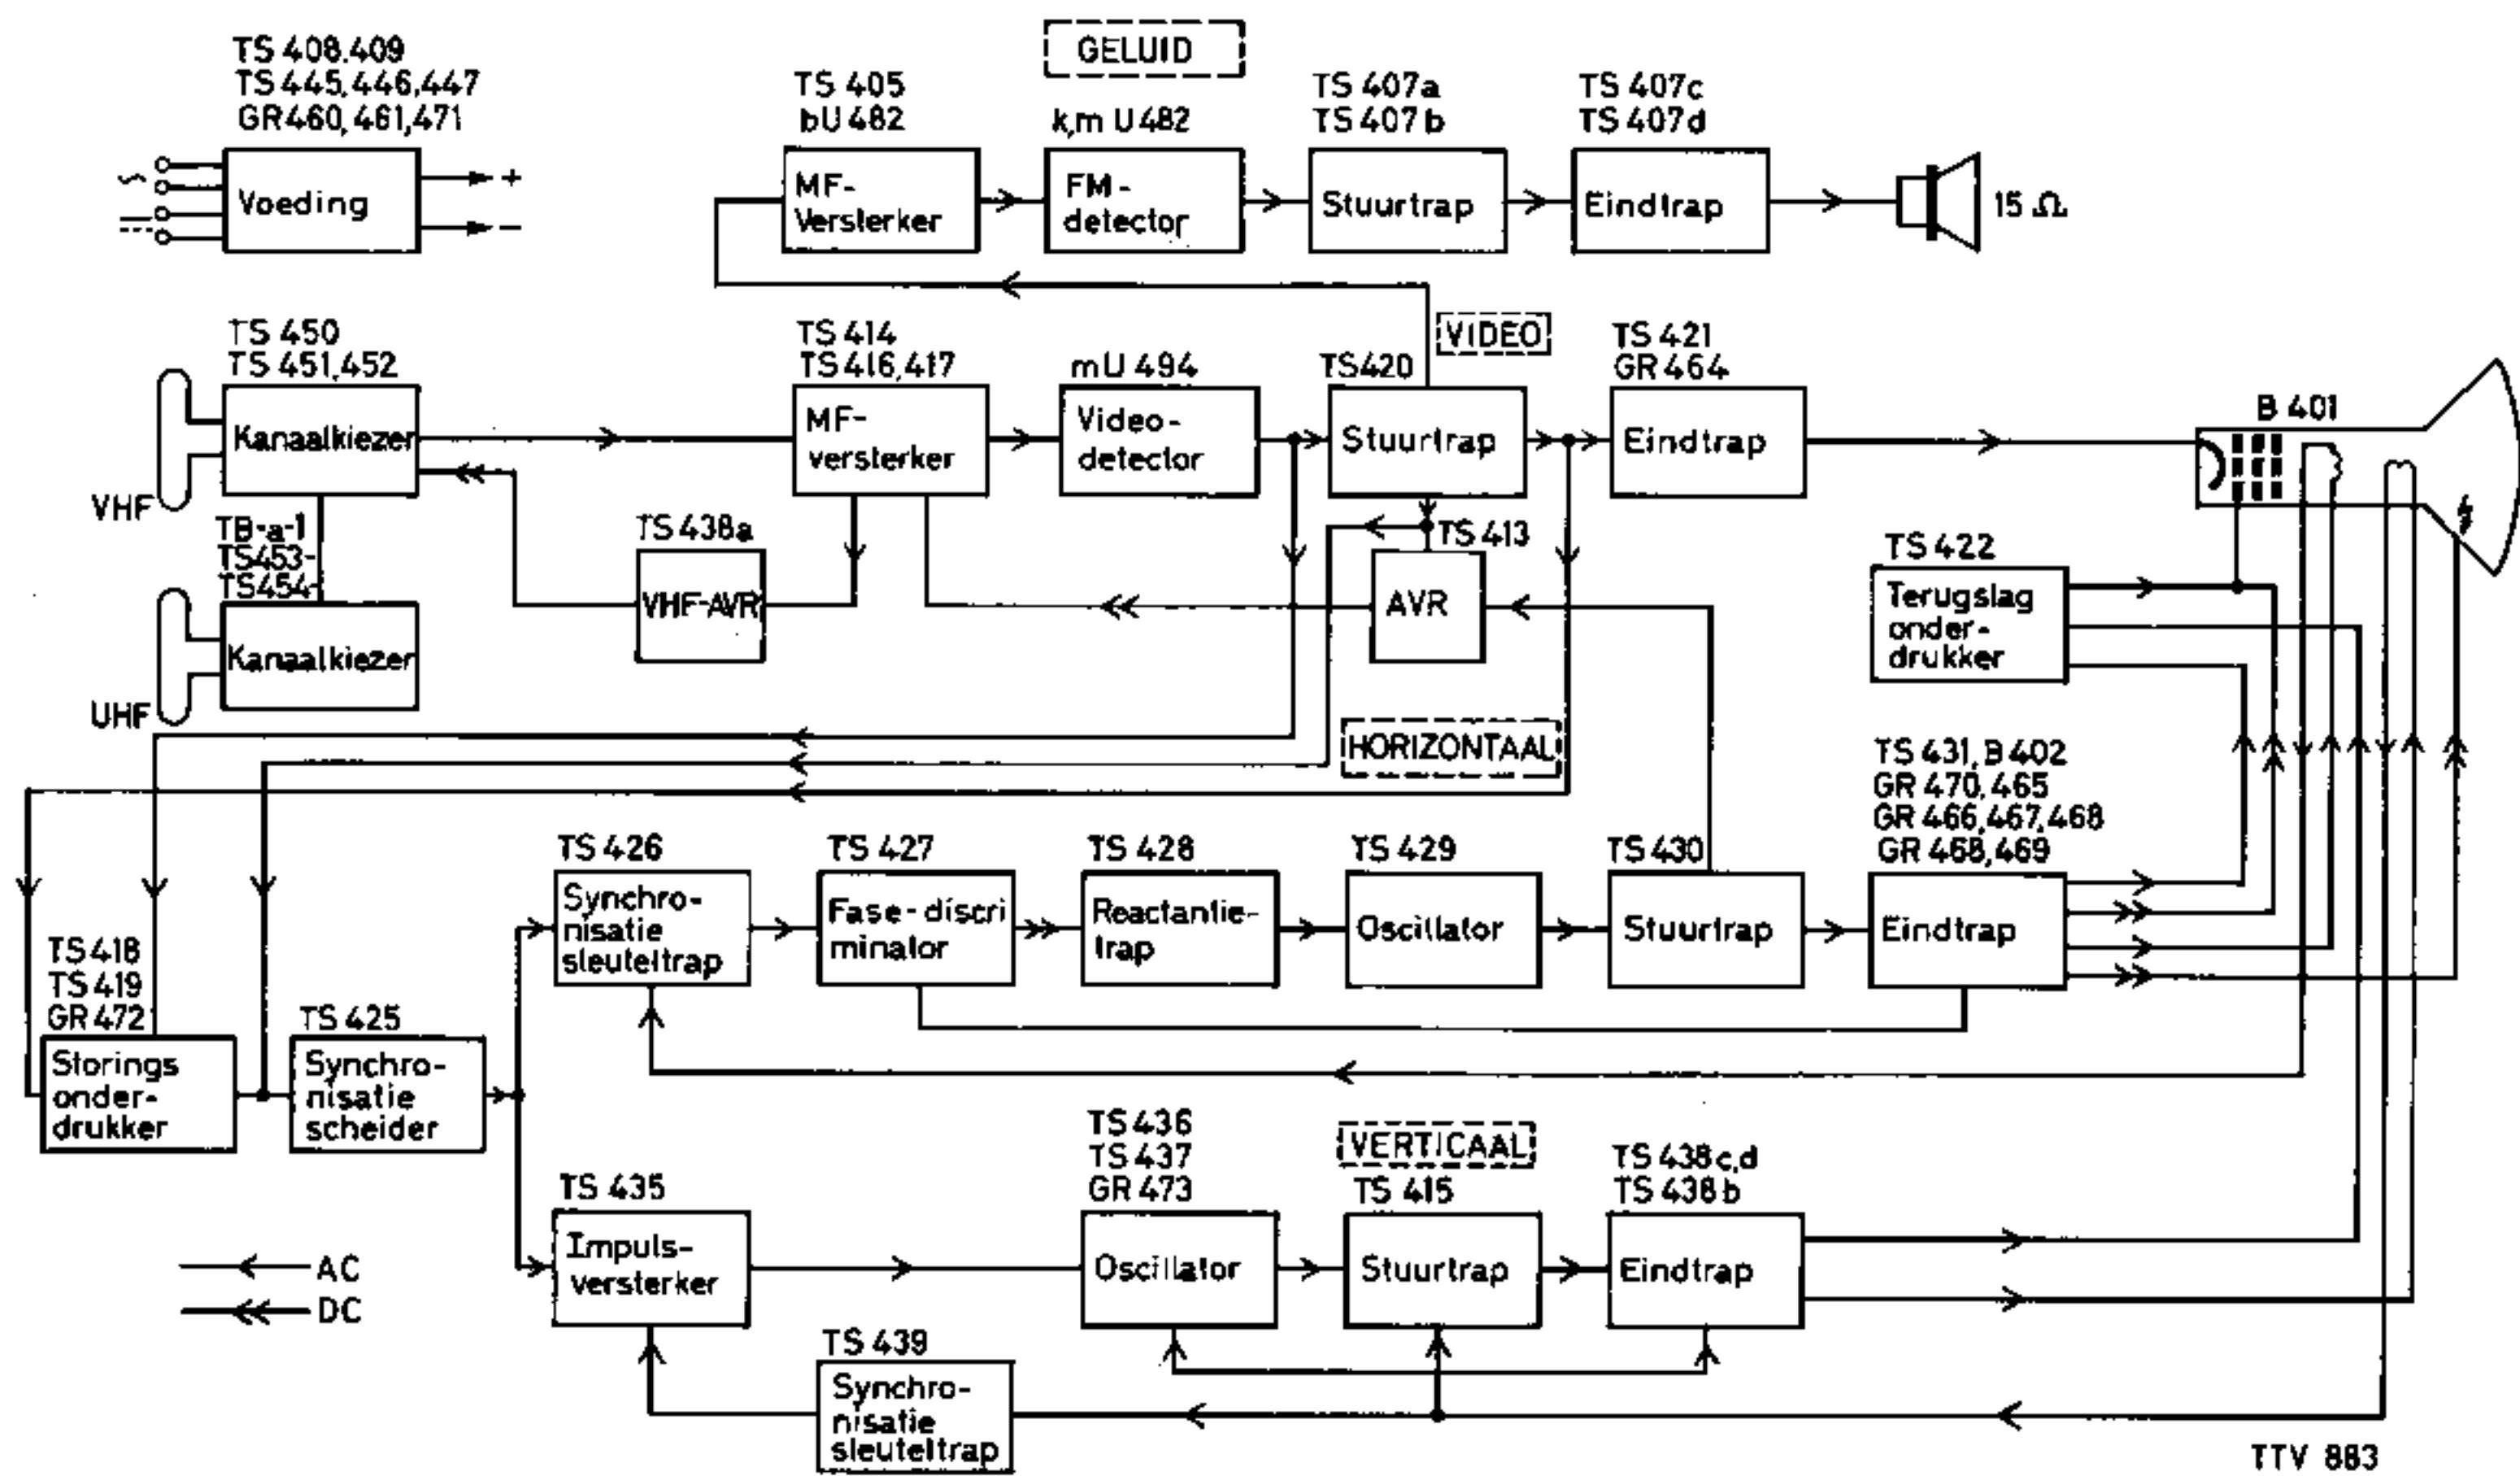 TS 408.409
TS 445,446,447
GR460,461,471
Voeding
+
−
GELUID
TS 405
bU 482
MF-
Versterker
k,m U 482
FM-
detector
TS 407a
TS 407b
Stuurtrap
TS 407c
TS 407d
Eindtrap
15 Ω
TS 450
TS 451,452
Kanaalkiezer
VHF
TB-a-1
TS453-
TS454-
Kanaalkiezer
UHF
TS 414
TS 416,417
MF-
versterker
TS 438a
VHF-AVR
mU 494
Video-
detector
VIDEO
TS420
Stuurtrap
TS 413
AVR
TS 421
GR 464
Eindtrap
B 401
TS 422
Terugslag
onder-
drukker
HORIZONTAAL
TS 418
TS 419
GR 472
Storings
onder-
drukker
TS 425
Synchro-
nisatie
scheider
TS 426
Synchro-
nisatie
sleuteltrap
TS 427
Fase-discri
minator
TS 428
Reactantie-
trap
TS 429
Oscillator
TS 430
Stuurtrap
TS 431, B 402
GR 470, 465
GR 466,467,468
GR 468,469
Eindtrap
VERTICAAL
TS 435
Impuls-
versterker
TS 436
TS 437
GR 473
Oscillator
TS 415
Stuurtrap
TS 438c,d
TS 438b
Eindtrap
TS 439
Synchro-
nisatie
sleuteltrap
AC
DC
TTV 883